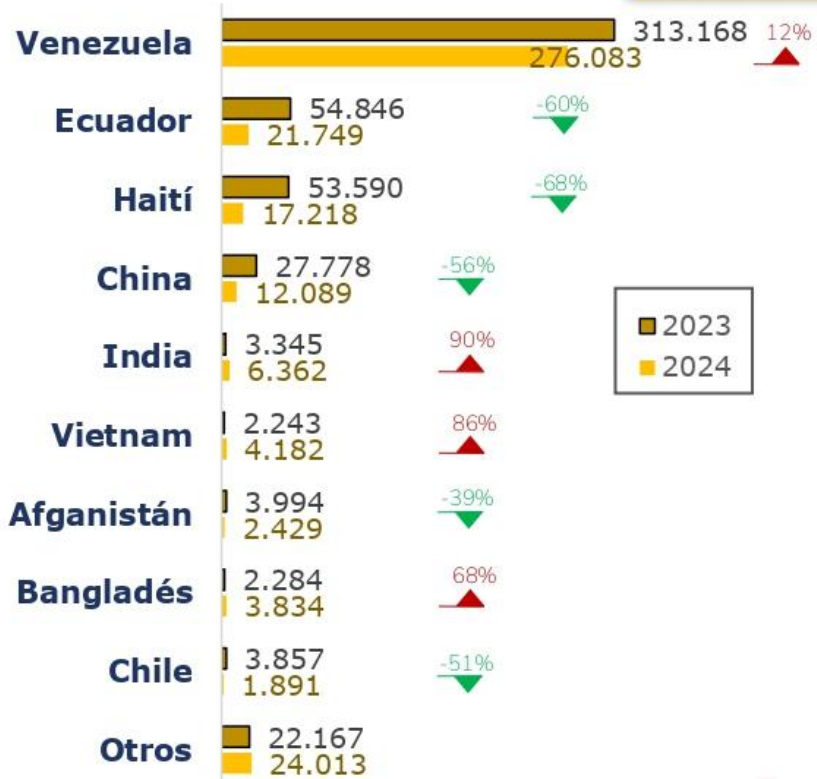 Venezuela
313.168 12%
276.083
Ecuador
54.846 -60%
21.749
Haití
53.590 -68%
17.218
China
27.778 -56%
12.089
India
3.345 90%
6.362
Vietnam
2.243 86%
4.182
Afganistán
3.994 -39%
2.429
Bangladés
2.284 68%
3.834
Chile
3.857 -51%
1.891
Otros
22.167
24.013
2023
2024